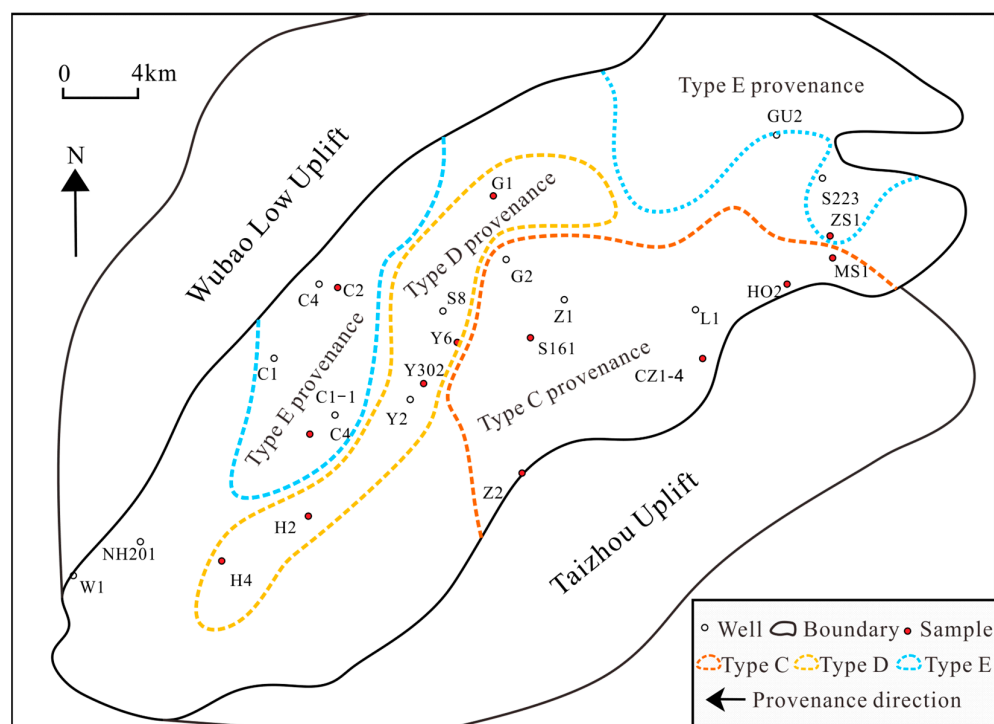 0 4km
N
Wubao Low Uplift
Type E provenance
GU2
S223
ZS1
MS1
HO2
G1
Type D provenance
G2
C4
C2
S8
Z1
L1
Y6
S161
CZ1-4
C1
Type E provenance
Y302
Type C provenance
C1-1
Y2
C4
Z2
H2
NH201
H4
W1
Taizhou Uplift
Well Boundary Sample
Type C Type D Type E
Provenance direction